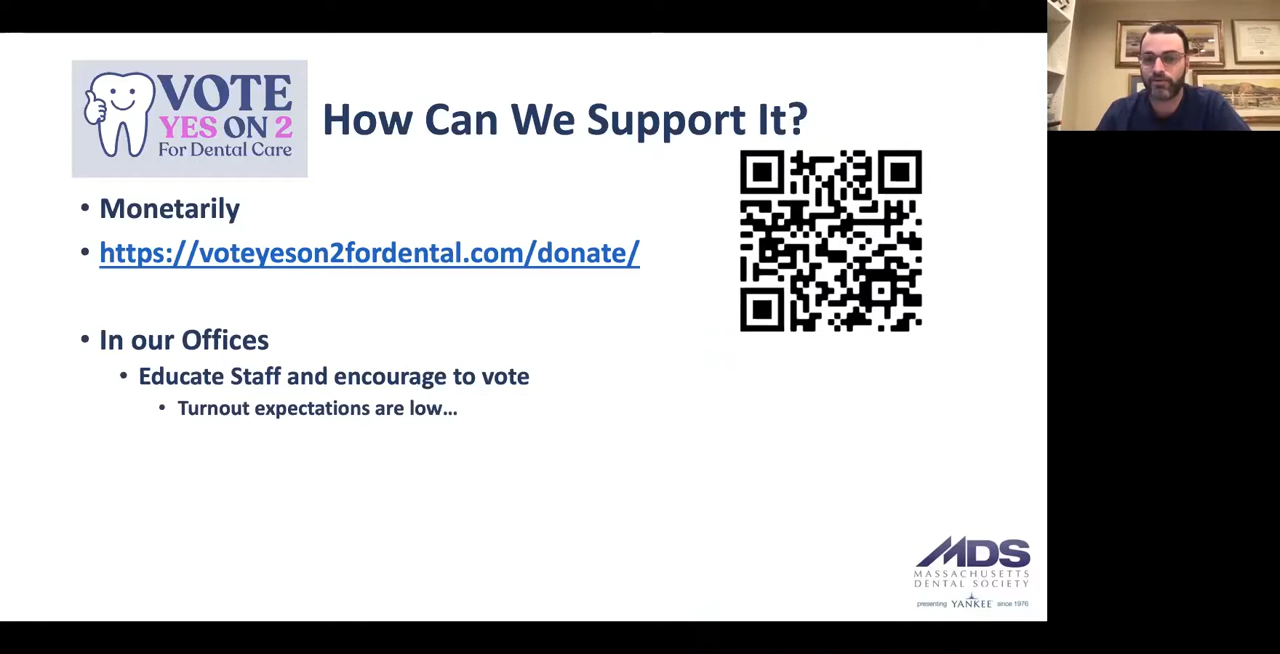 VOTE
YES ON 2
For Dental Care
How Can We Support It?
• Monetarily
• https://voteyeson2fordental.com/donate/
• In our Offices
• Educate Staff and encourage to vote
• Turnout expectations are low…
MDS
MASSACHUSETTS
DENTAL SOCIETY
presenting YANKEE since 1976